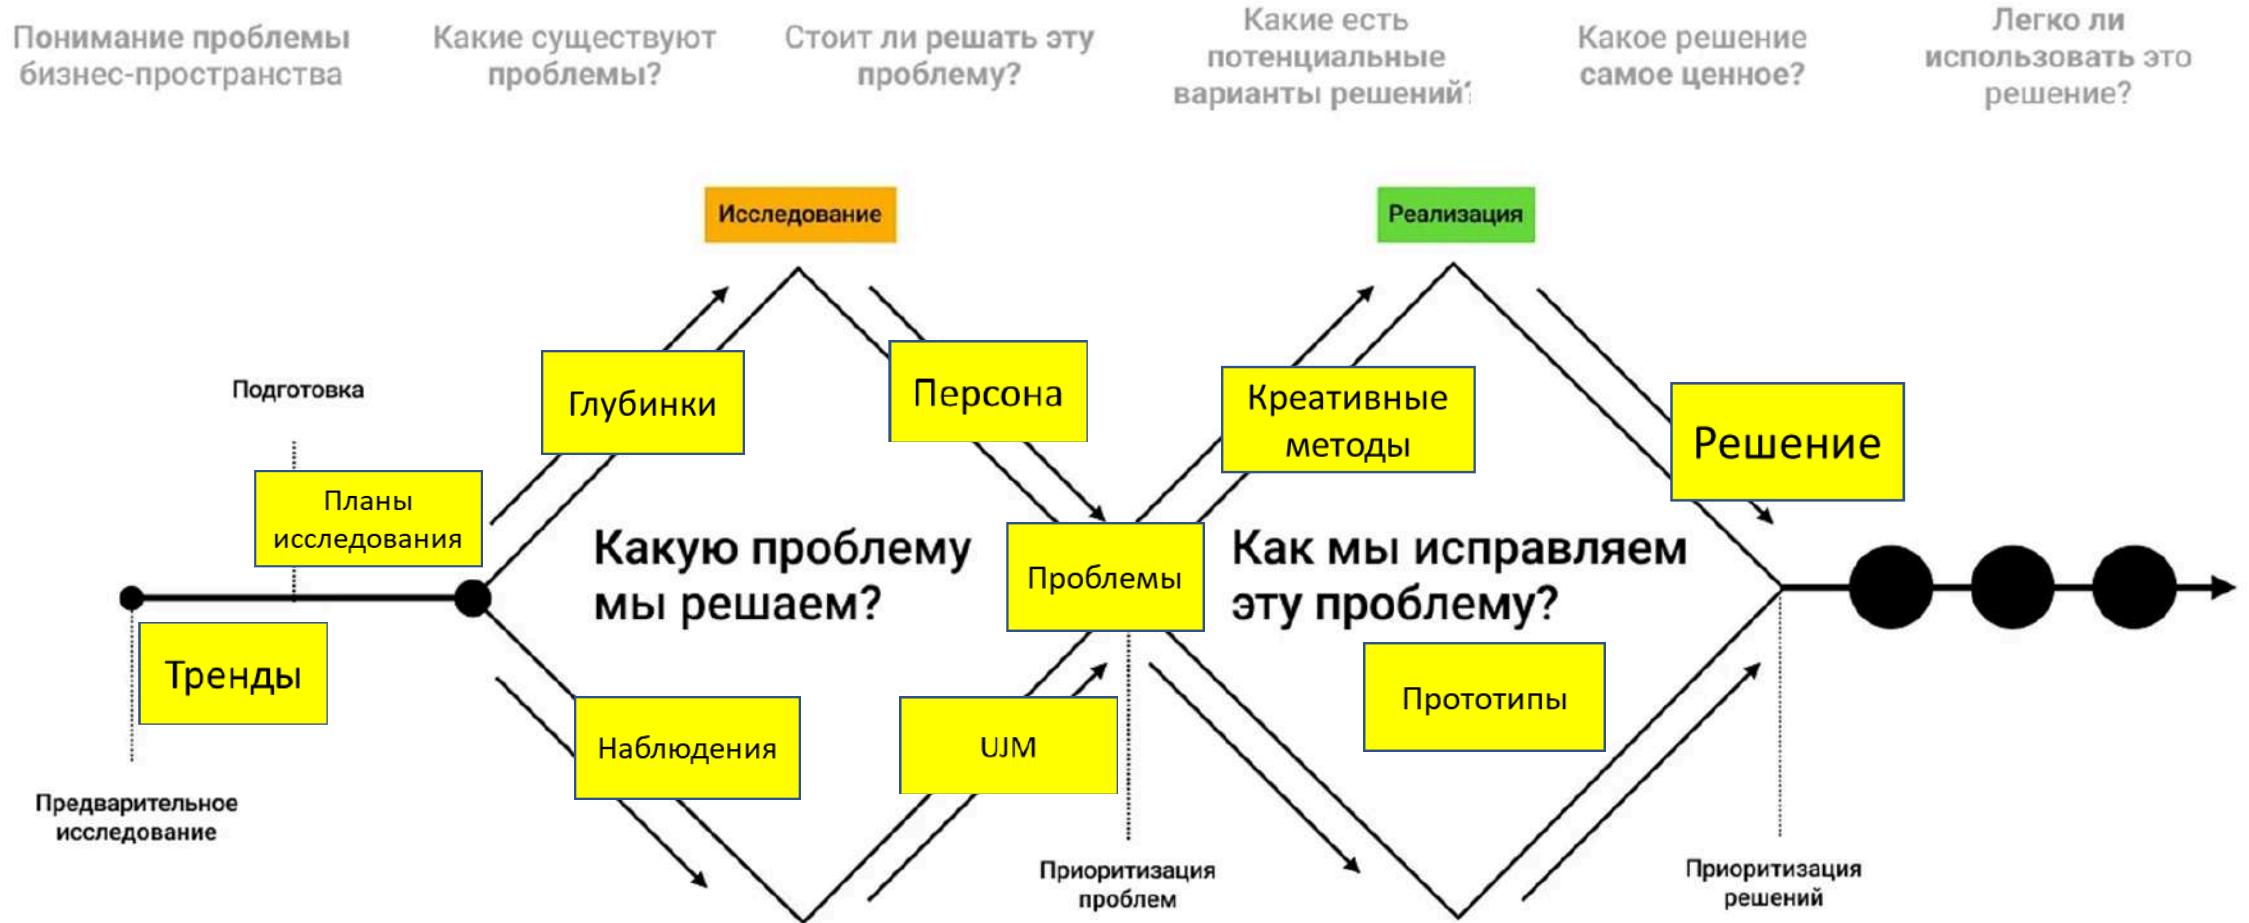 Понимание проблемы
бизнес-пространства
Какие существуют
проблемы?
Стоит ли решать эту
проблему?
Какие есть
потенциальные
варианты решений?
Какое решение
самое ценное?
Легко ли
использовать это
решение?
Исследование
Реализация
Подготовка
Глубинки
Персона
Креативные
методы
Решение
Планы
исследования
Какую проблему
мы решаем?
Проблемы
Как мы исправляем
эту проблему?
Тренды
Наблюдения
UJM
Прототипы
Предварительное
исследование
Приоритизация
проблем
Приоритизация
решений